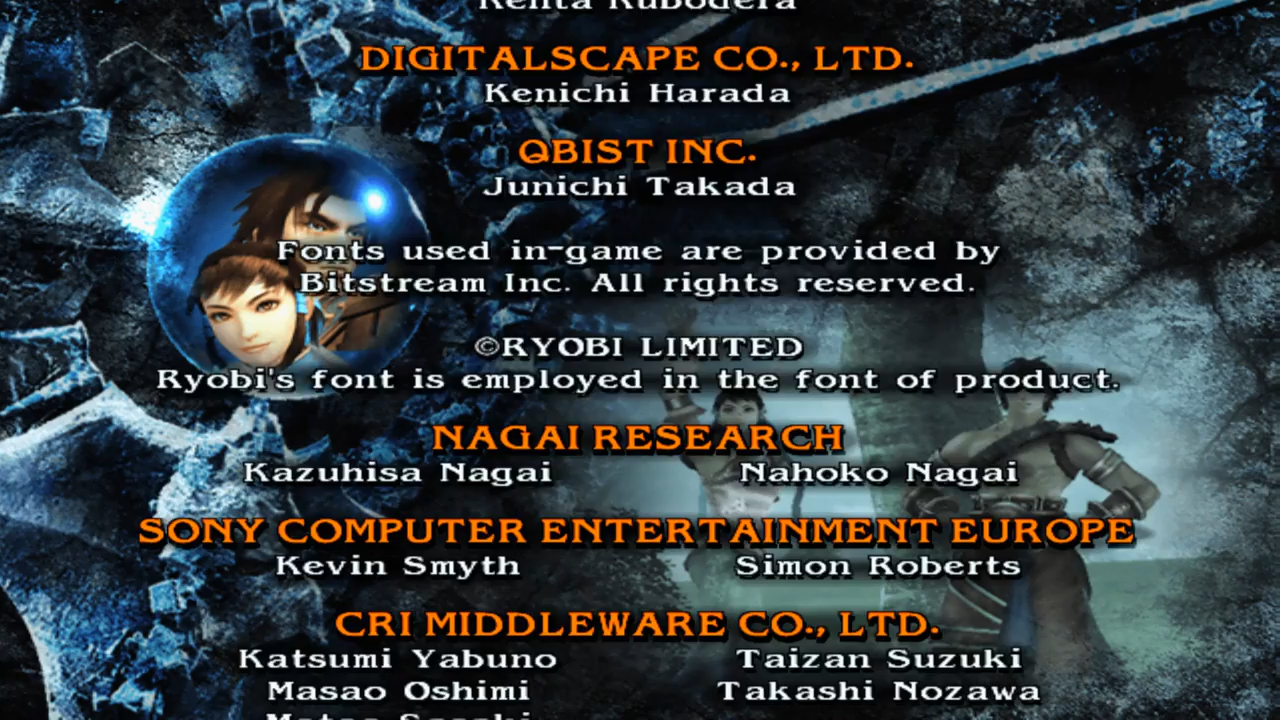 Kenta Kubodera
DIGITALSCAPE CO., LTD.
Kenichi Harada
QBIST INC.
Junichi Takada
Fonts used in-game are provided by
Bitstream Inc. All rights reserved.
©RYOBI LIMITED
Ryobi's font is employed in the font of product.
NAGAI RESEARCH
Kazuhisa Nagai Nahoko Nagai
SONY COMPUTER ENTERTAINMENT EUROPE
Kevin Smyth Simon Roberts
CRI MIDDLEWARE CO., LTD.
Katsumi Yabuno Taizan Suzuki
Masao Oshimi Takashi Nozawa